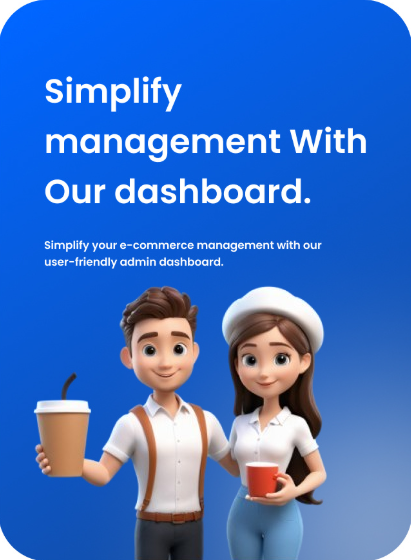 Simplify
management With
Our dashboard.
Simplify your e-commerce management with our
user-friendly admin dashboard.